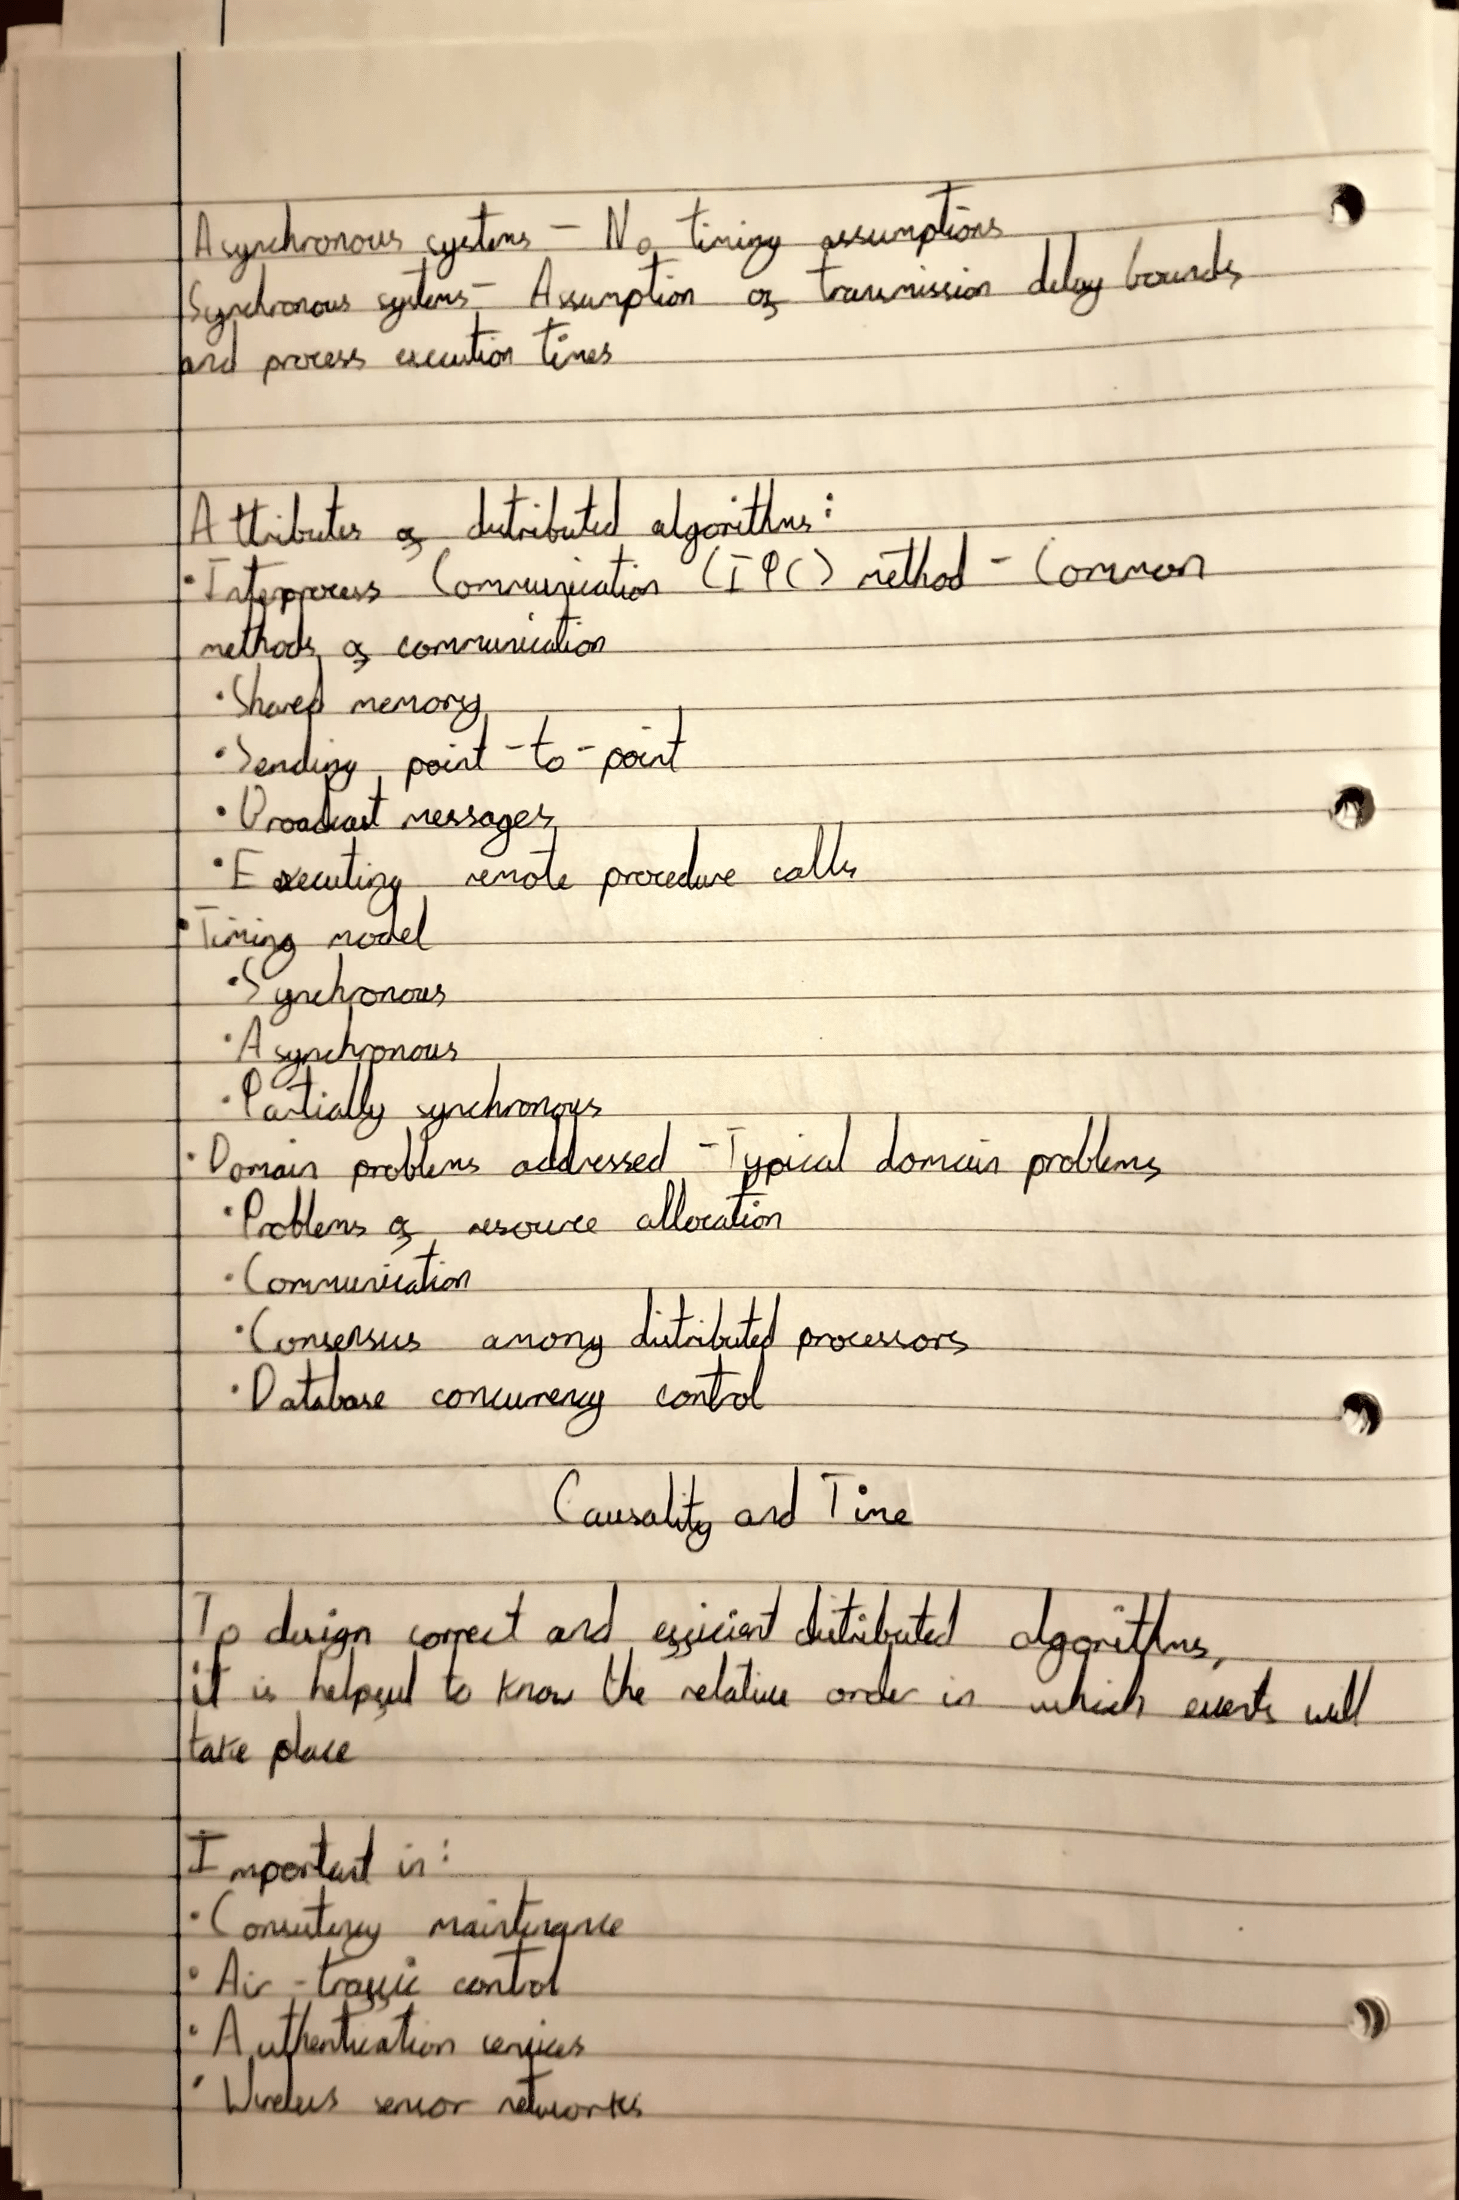 Asynchronous systems - No timing assumptions
Synchronous systems - Assumption of transmission delay bounds
and process execution times
Attributes of distributed algorithms:
· Interprocess Communication (IPC) method - Common
methods of communication
· Shared memory
· Sending point-to-point
· Broadcast messages
· Executing remote procedure calls
· Timing model
· Synchronous
· Asynchronous
· Partially synchronous
· Domain problems addressed - Typical domain problems
· Problems of resource allocation
· Communication
· Consensus among distributed processors
· Database concurrency control
Causality and Time
To design correct and efficient distributed algorithms,
it is helpful to know the relative order in which events will
take place
Important in:
· Consistency maintenance
· Air-traffic control
· Authentication services
· Wireless sensor networks